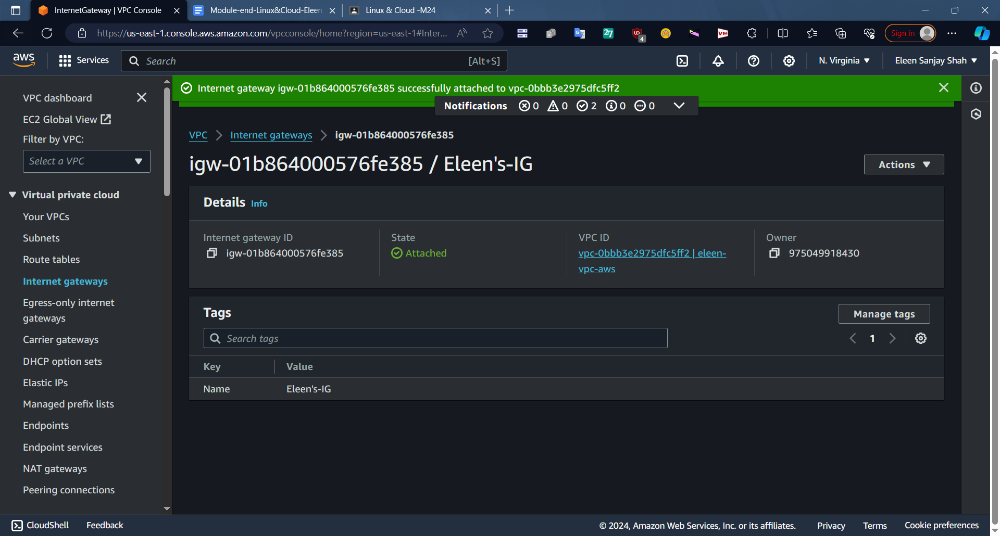 InternetGateway | VPC Console
Module-end-Linux&Cloud-Eleen
Linux & Cloud -M24
https://us-east-1.console.aws.amazon.com/vpcconsole/home?region=us-east-1#Inter...
27
4
VM
Sign in
aws
Services
Search
[Alt+S]
N. Virginia
Eleen Sanjay Shah
Internet gateway igw-01b864000576fe385 successfully attached to vpc-0bbb3e2975dfc5ff2
Notifications 0 0 2 0 0
VPC dashboard
EC2 Global View
Filter by VPC:
Select a VPC
Virtual private cloud
Your VPCs
Subnets
Route tables
Internet gateways
Egress-only internet
gateways
Carrier gateways
DHCP option sets
Elastic IPs
Managed prefix lists
Endpoints
Endpoint services
NAT gateways
Peering connections
VPC > Internet gateways > igw-01b864000576fe385
igw-01b864000576fe385 / Eleen's-IG
Actions
Details Info
Internet gateway ID
igw-01b864000576fe385
State
Attached
VPC ID
vpc-0bbb3e2975dfc5ff2 | eleen-
vpc-aws
Owner
975049918430
Tags
Manage tags
Search tags
1
Key Value
Name Eleen's-IG
CloudShell Feedback
© 2024, Amazon Web Services, Inc. or its affiliates. Privacy Terms Cookie preferences